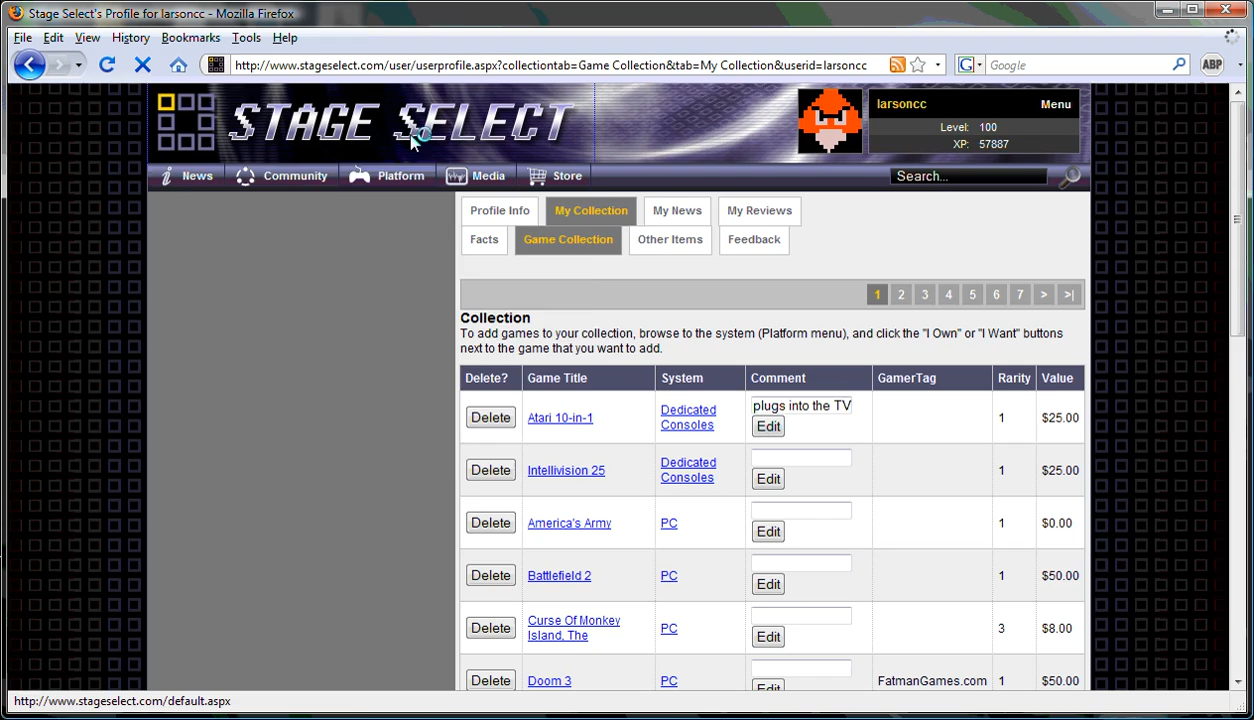 Stage Select's Profile for larsoncc - Mozilla Firefox
File Edit View History Bookmarks Tools Help
http://www.stageselect.com/user/userprofile.aspx?collectiontab=Game Collection&tab=My Collection&userid=larsoncc
Google
ABP
STAGE SELECT
larsoncc Menu
Level: 100
XP: 57887
News Community Platform Media Store Search...
Profile Info My Collection My News My Reviews
Facts Game Collection Other Items Feedback
1 2 3 4 5 6 7 > >|
Collection
To add games to your collection, browse to the system (Platform menu), and click the "I Own" or "I Want" buttons
next to the game that you want to add.
Delete? Game Title System Comment GamerTag Rarity Value
Delete Atari 10-in-1 Dedicated Consoles plugs into the TV Edit 1 $25.00
Delete Intellivision 25 Dedicated Consoles Edit 1 $25.00
Delete America's Army PC Edit 1 $0.00
Delete Battlefield 2 PC Edit 1 $50.00
Delete Curse Of Monkey Island, The PC Edit 3 $8.00
Delete Doom 3 PC Edit FatmanGames.com 1 $50.00
http://www.stageselect.com/default.aspx